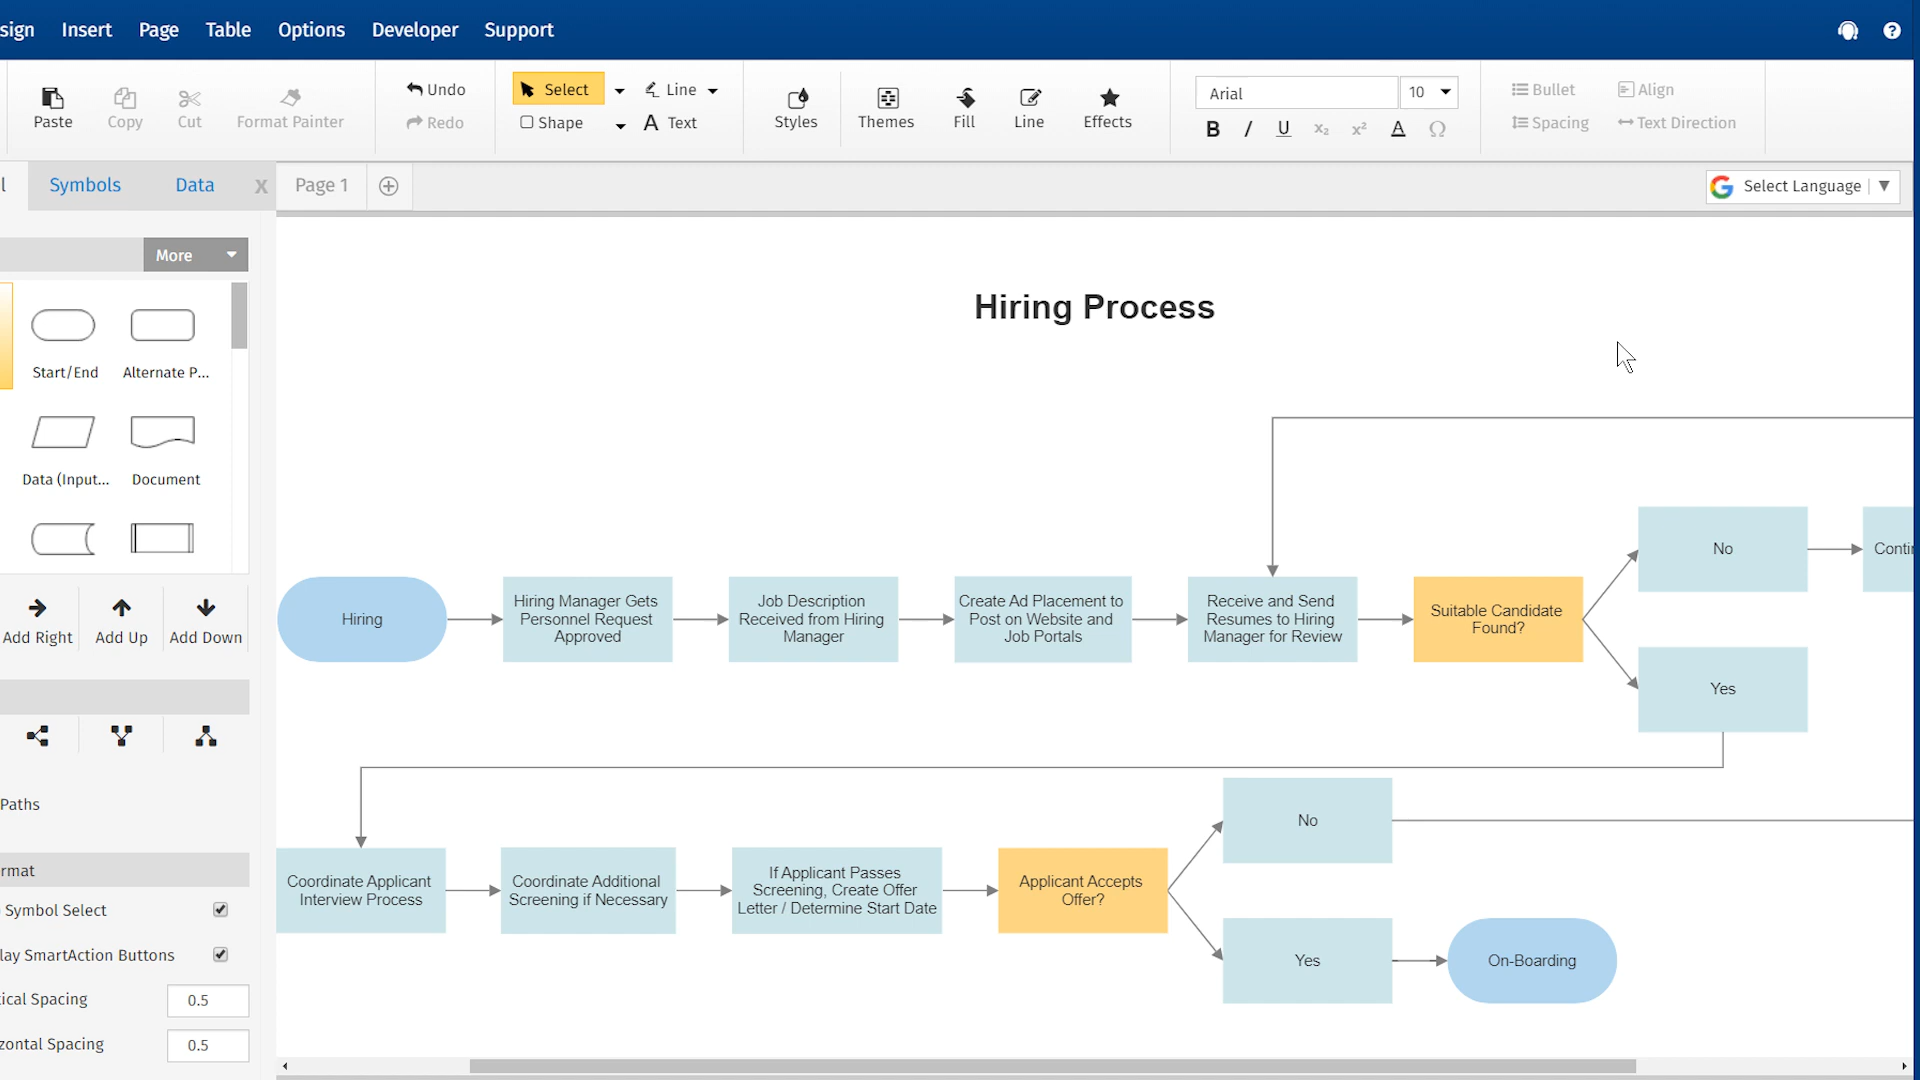 sign Insert Page Table Options Developer Support
Paste Copy Cut Format Painter
Undo
Redo
Select Line
Shape A Text
Styles Themes Fill Line Effects
Arial 10
B I U x₂ x² A Ω
Bullet Align
Spacing Text Direction
l Symbols Data x Page 1
G Select Language
More
Start/End Alternate P...
Data (Input... Document
Add Right Add Up Add Down
Paths
rmat
Symbol Select
lay SmartAction Buttons
ical Spacing 0.5
zontal Spacing 0.5
Hiring Process
Hiring
Hiring Manager Gets
Personnel Request
Approved
Job Description
Received from Hiring
Manager
Create Ad Placement to
Post on Website and
Job Portals
Receive and Send
Resumes to Hiring
Manager for Review
Suitable Candidate
Found?
No
Conti
Yes
Coordinate Applicant
Interview Process
Coordinate Additional
Screening if Necessary
If Applicant Passes
Screening, Create Offer
Letter / Determine Start Date
Applicant Accepts
Offer?
No
Yes
On-Boarding